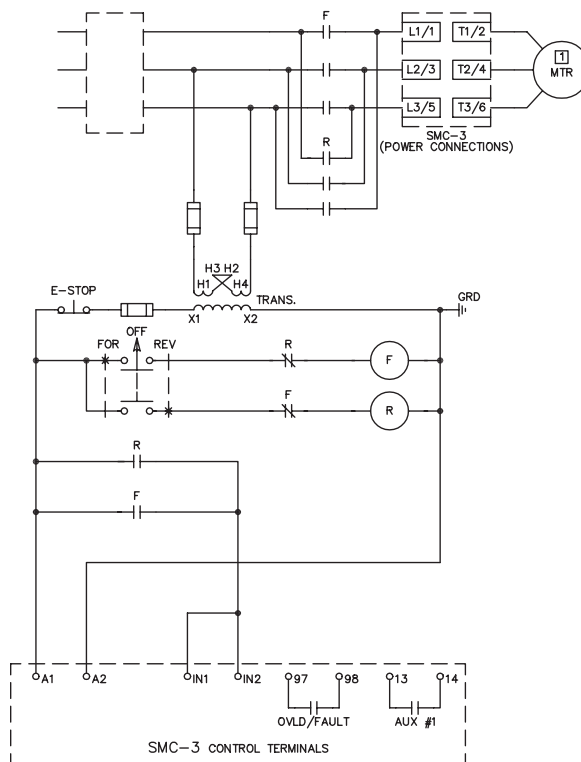 F
L1/1 T1/2
1
MTR
L2/3 T2/4
L3/5 T3/6
SMC-3
(POWER CONNECTIONS)
R
H3 H2
H1 H4
E-STOP
TRANS.
GRD
X1 X2
OFF
FOR REV
R
F
F
R
R
F
A1 A2 IN1 IN2 97 98 13 14
OVLD/FAULT AUX #1
SMC-3 CONTROL TERMINALS